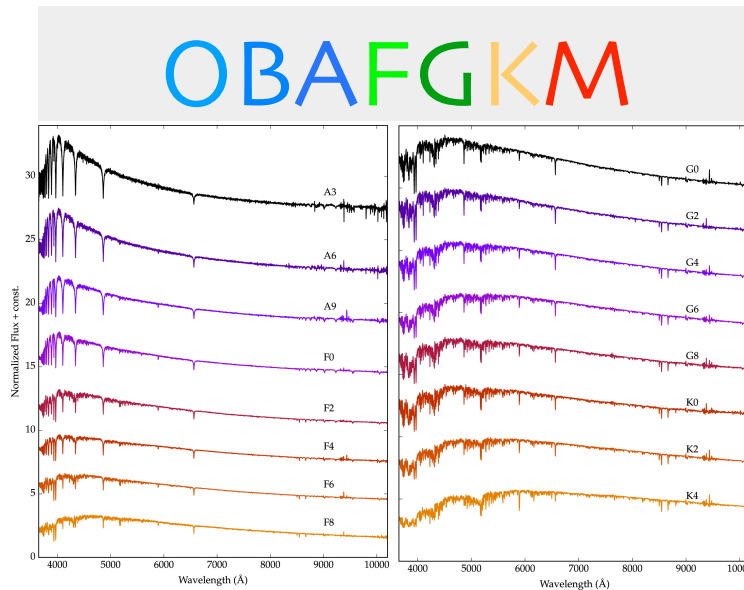 OBAFGKM
30
25
20
15
10
5
0
Normalized Flux + const.
A3
A6
A9
F0
F2
F4
F6
F8
4000 5000 6000 7000 8000 9000 10000
Wavelength (Å)
G0
G2
G4
G6
G8
K0
K2
K4
4000 5000 6000 7000 8000 9000 1000
Wavelength (Å)